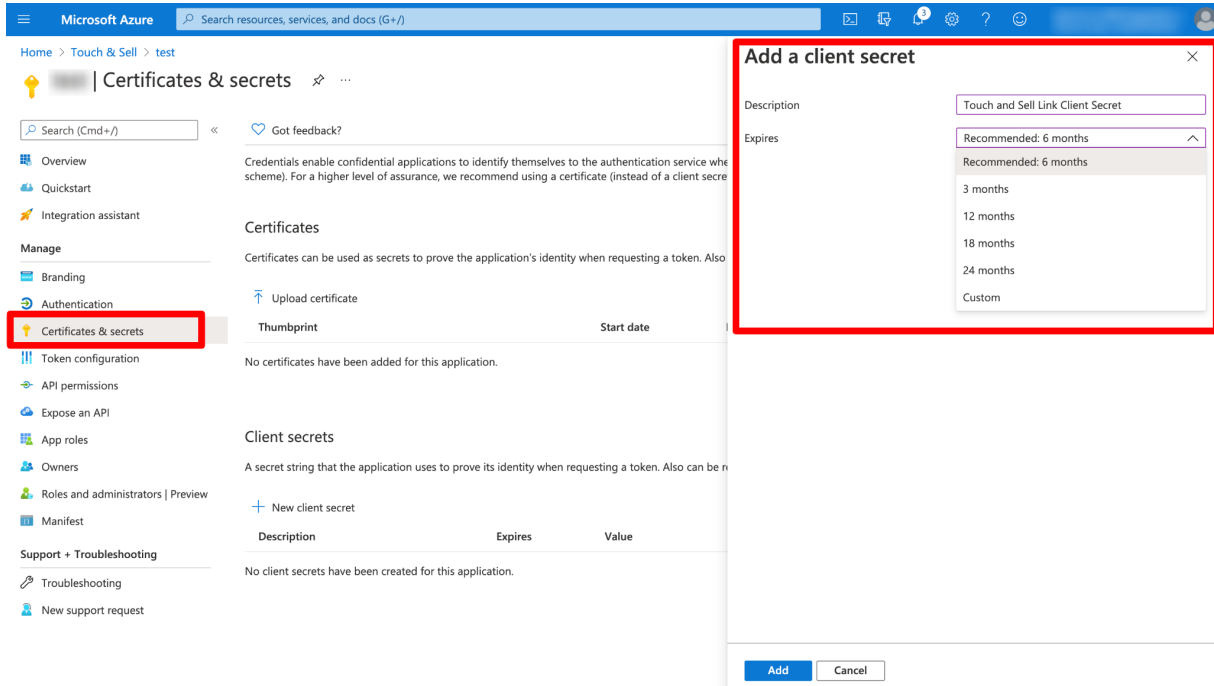 Microsoft Azure
Search resources, services, and docs (G+/)
3
Home > Touch & Sell > test
| Certificates & secrets
Search (Cmd+/)
Overview
Quickstart
Integration assistant
Manage
Branding
Authentication
Certificates & secrets
Token configuration
API permissions
Expose an API
App roles
Owners
Roles and administrators | Preview
Manifest
Support + Troubleshooting
Troubleshooting
New support request
Got feedback?
Credentials enable confidential applications to identify themselves to the authentication service
scheme). For a higher level of assurance, we recommend using a certificate (instead of a client
Certificates
Certificates can be used as secrets to prove the application's identity when requesting a token. Also
Upload certificate
Thumbprint Start date
No certificates have been added for this application.
Client secrets
A secret string that the application uses to prove its identity when requesting a token. Also can be
New client secret
Description Expires Value
No client secrets have been created for this application.
Add a client secret
Description Touch and Sell Link Client Secret
Expires Recommended: 6 months
Recommended: 6 months
3 months
12 months
18 months
24 months
Custom
Add Cancel